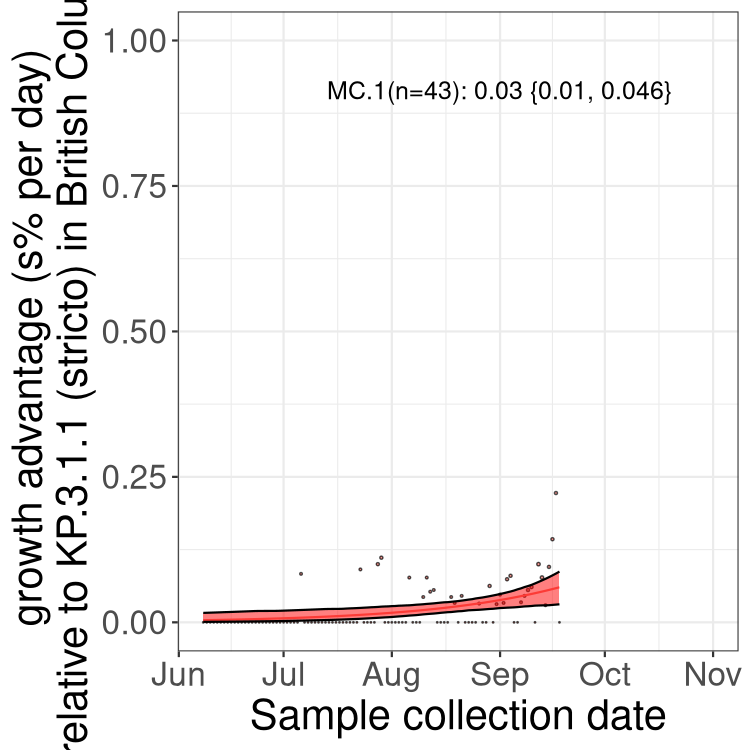 growth advantage (s% per day)
relative to KP.3.1.1 (stricto) in British Colu
1.00
0.75
0.50
0.25
0.00
MC.1(n=43): 0.03 {0.01, 0.046}
Jun Jul Aug Sep Oct Nov
Sample collection date